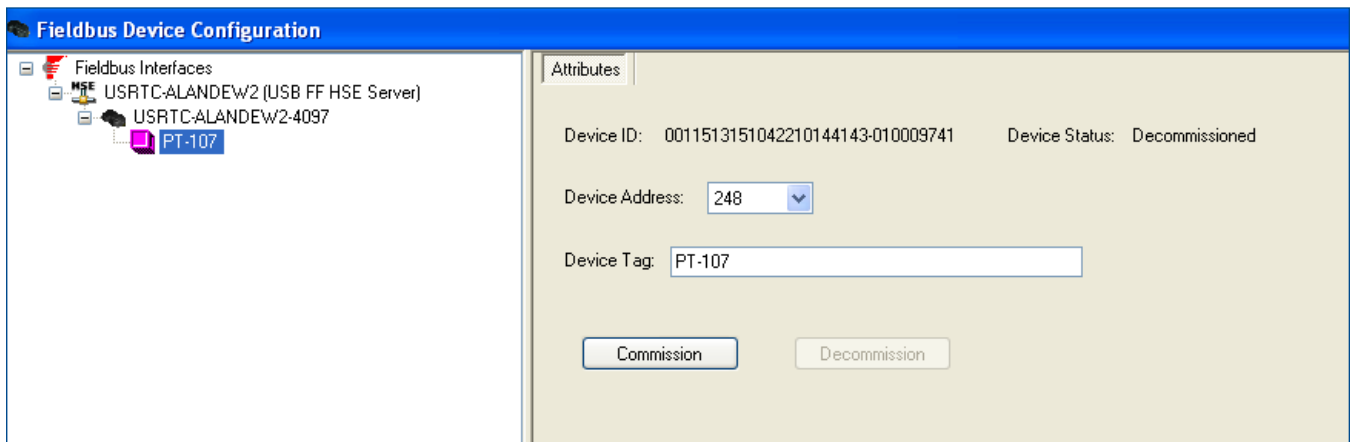 Fieldbus Device Configuration
Fieldbus Interfaces
HSE USRTC-ALANDEW2 (USB FF HSE Server)
USRTC-ALANDEW2-4097
PT-107
Attributes
Device ID: 0011513151042210144143-010009741 Device Status: Decommissioned
Device Address: 248
Device Tag: PT-107
Commission Decommission